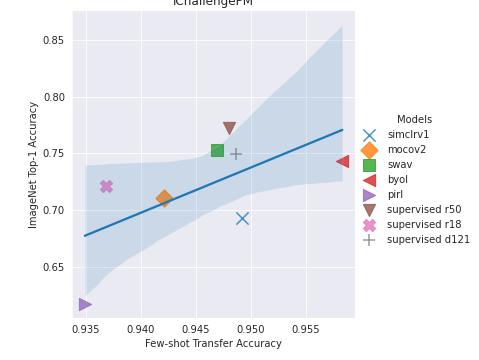 iChallengePM
ImageNet Top-1 Accuracy
0.85
0.80
0.75
0.70
0.65
0.935
0.940
0.945
0.950
0.955
Few-shot Transfer Accuracy
Models
simclrv1
mocov2
swav
byol
pirl
supervised r50
supervised r18
supervised d121